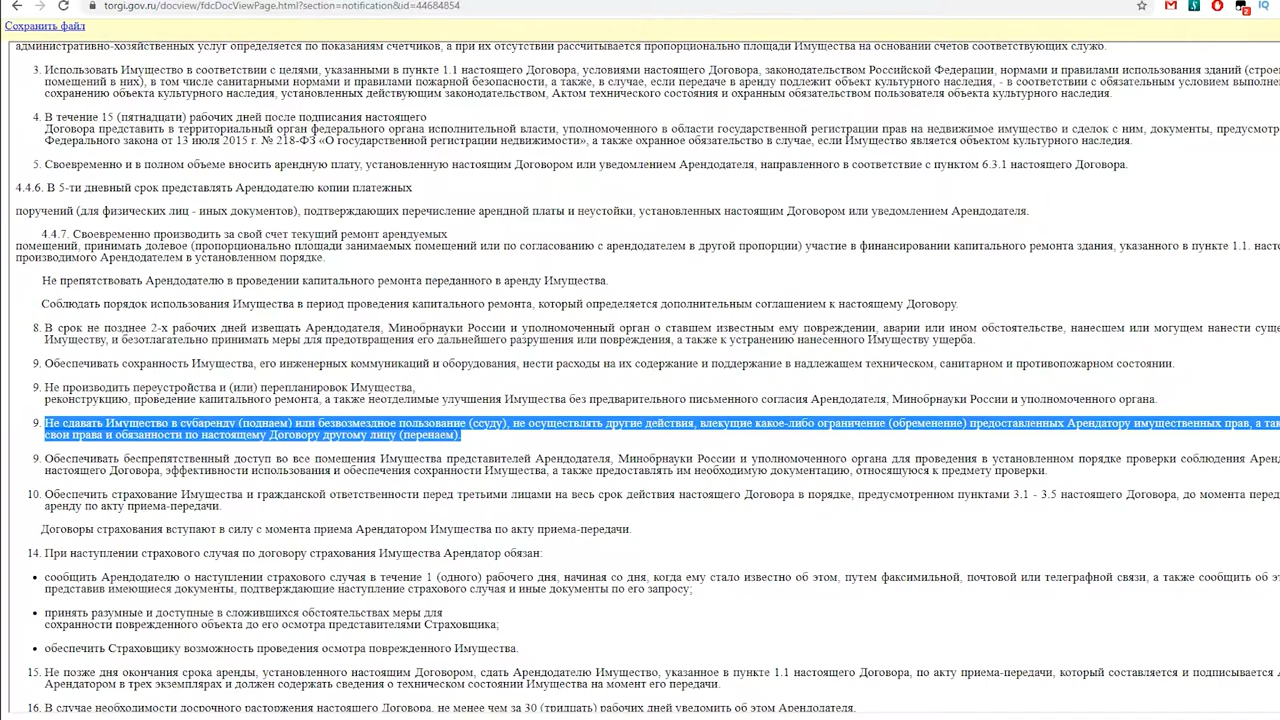 torgi.gov.ru/docview/fdcDocViewPage.html?section=notification&id=44684854
Сохранить файл
административно-хозяйственных услуг определяется по показаниям счетчиков, а при их отсутствии рассчитывается пропорционально площади Имущества на основании счетов соответствующих служб.
3. Использовать Имущество в соответствии с целями, указанными в пункте 1.1 настоящего Договора, условиями настоящего Договора, законодательством Российской Федерации, нормами и правилами использования зданий
помещений в них), в том числе санитарными нормами и правилами пожарной безопасности, а также, в случае, если передаче в аренду подлежит объект культурного наследия, - в соответствии с обязательным условием
сохранению объекта культурного наследия, установленных действующим законодательством, Актом технического состояния и охранным обязательством пользователя объекта культурного наследия.
4. В течение 15 (пятнадцати) рабочих дней после подписания настоящего
Договора представить в территориальный орган федерального органа исполнительной власти, уполномоченного в области государственной регистрации прав на недвижимое имущество и сделок с ним, документы,
Федерального закона от 13 июля 2015 г. № 218-ФЗ «О государственной регистрации недвижимости», а также охранное обязательство в случае, если Имущество является объектом культурного наследия.
5. Своевременно и в полном объеме вносить арендную плату, установленную настоящим Договором или уведомлением Арендодателя, направленного в соответствие с пунктом 6.3.1 настоящего Договора.
4.4.6. В 5-ти дневный срок представлять Арендодателю копии платежных
поручений (для физических лиц - иных документов), подтверждающих перечисление арендной платы и неустойки, установленных настоящим Договором или уведомлением Арендодателя.
4.4.7. Своевременно производить за свой счет текущий ремонт арендуемых
помещений, принимать долевое (пропорционально площади занимаемых помещений или по согласованию с арендодателем в другой пропорции) участие в финансировании капитального ремонта здания, указанного в пункте 1.1. наст
производимого Арендодателем в установленном порядке.
Не препятствовать Арендодателю в проведении капитального ремонта переданного в аренду Имущества.
Соблюдать порядок использования Имущества в период проведения капитального ремонта, который определяется дополнительным соглашением к настоящему Договору.
8. В срок не позднее 2-х рабочих дней извещать Арендодателя, Минобрнауки России и уполномоченный орган о ставшем известным ему повреждении, аварии или ином обстоятельстве, нанесшем или могущем нанести
Имуществу, и безотлагательно принимать меры для предотвращения его дальнейшего разрушения или повреждения, а также к устранению нанесенного Имуществу ущерба.
9. Обеспечивать сохранность Имущества, его инженерных коммуникаций и оборудования, нести расходы на их содержание и поддержание в надлежащем техническом, санитарном и противопожарном состоянии.
9. Не производить переустройства и (или) перепланировок Имущества,
реконструкцию, проведение капитального ремонта, а также неотделимые улучшения Имущества без предварительного письменного согласия Арендодателя, Минобрнауки России и уполномоченного органа.
9. Не сдавать Имущество в субаренду (поднаем) или безвозмездное пользование (ссуду), не осуществлять другие действия, влекущие какое-либо ограничение (обременение) предоставленных Арендатору имущественных прав, а так
свои права и обязанности по настоящему Договору другому лицу (перенаем).
9. Обеспечивать беспрепятственный доступ во все помещения Имущества представителей Арендодателя, Минобрнауки России и уполномоченного органа для проведения в установленном порядке проверки соблюдения
настоящего Договора, эффективности использования и обеспечения сохранности Имущества, а также предоставлять им необходимую документацию, относяшуюся к предмету проверки.
10. Обеспечить страхование Имущества и гражданской ответственности перед третьими лицами на весь срок действия настоящего Договора в порядке, предусмотренном пунктами 3.1 - 3.5 настоящего Договора, до момента
аренду по акту приема-передачи.
Договоры страхования вступают в силу с момента приема Арендатором Имущества по акту приема-передачи.
14. При наступлении страхового случая по договору страхования Имущества Арендатор обязан:
• сообщить Арендодателю о наступлении страхового случая в течение 1 (одного) рабочего дня, начиная со дня, когда ему стало известно об этом, путем факсимильной, почтовой или телеграфной связи, а также сообщить об
представив имеющиеся документы, подтверждающие наступление страхового случая и иные документы по его запросу;
• принять разумные и доступные в сложившихся обстоятельствах меры для
сохранности поврежденного объекта до его осмотра представителями Страховщика;
• обеспечить Страховщику возможность проведения осмотра поврежденного Имущества.
15. Не позже дня окончания срока аренды, установленного настоящим Договором, сдать Арендодателю Имущество, указанное в пункте 1.1 настоящего Договора, по акту приема-передачи, который составляется и подписывается
Арендатором в трех экземплярах и должен содержать сведения о техническом состоянии Имущества на момент его передачи.
16. В случае необходимости досрочного расторжения настоящего Договора, не менее чем за 30 (тридцать) рабочих дней уведомить об этом Арендодателя.